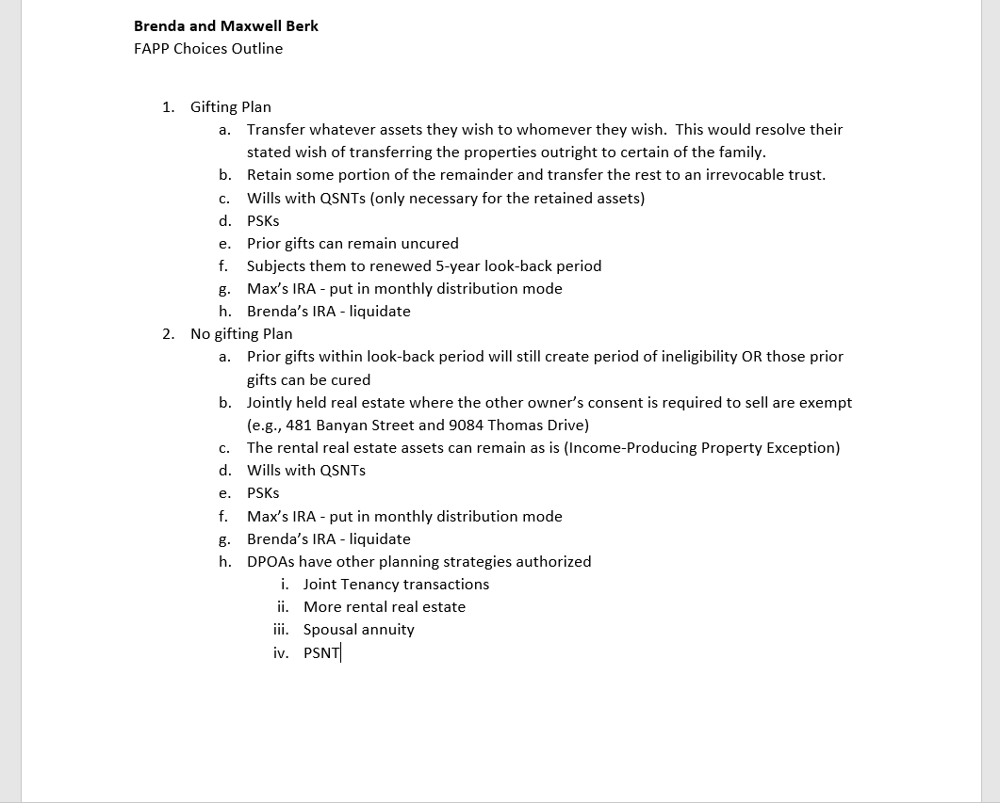 Brenda and Maxwell Berk
FAPP Choices Outline
1. Gifting Plan
a. Transfer whatever assets they wish to whomever they wish.  This would resolve their
stated wish of transferring the properties outright to certain of the family.
b. Retain some portion of the remainder and transfer the rest to an irrevocable trust.
c. Wills with QSNTs (only necessary for the retained assets)
d. PSKs
e. Prior gifts can remain uncured
f. Subjects them to renewed 5-year look-back period
g. Max’s IRA - put in monthly distribution mode
h. Brenda’s IRA - liquidate
2. No gifting Plan
a. Prior gifts within look-back period will still create period of ineligibility OR those prior
gifts can be cured
b. Jointly held real estate where the other owner’s consent is required to sell are exempt
(e.g., 481 Banyan Street and 9084 Thomas Drive)
c. The rental real estate assets can remain as is (Income-Producing Property Exception)
d. Wills with QSNTs
e. PSKs
f. Max’s IRA - put in monthly distribution mode
g. Brenda’s IRA - liquidate
h. DPOAs have other planning strategies authorized
i. Joint Tenancy transactions
ii. More rental real estate
iii. Spousal annuity
iv. PSNT